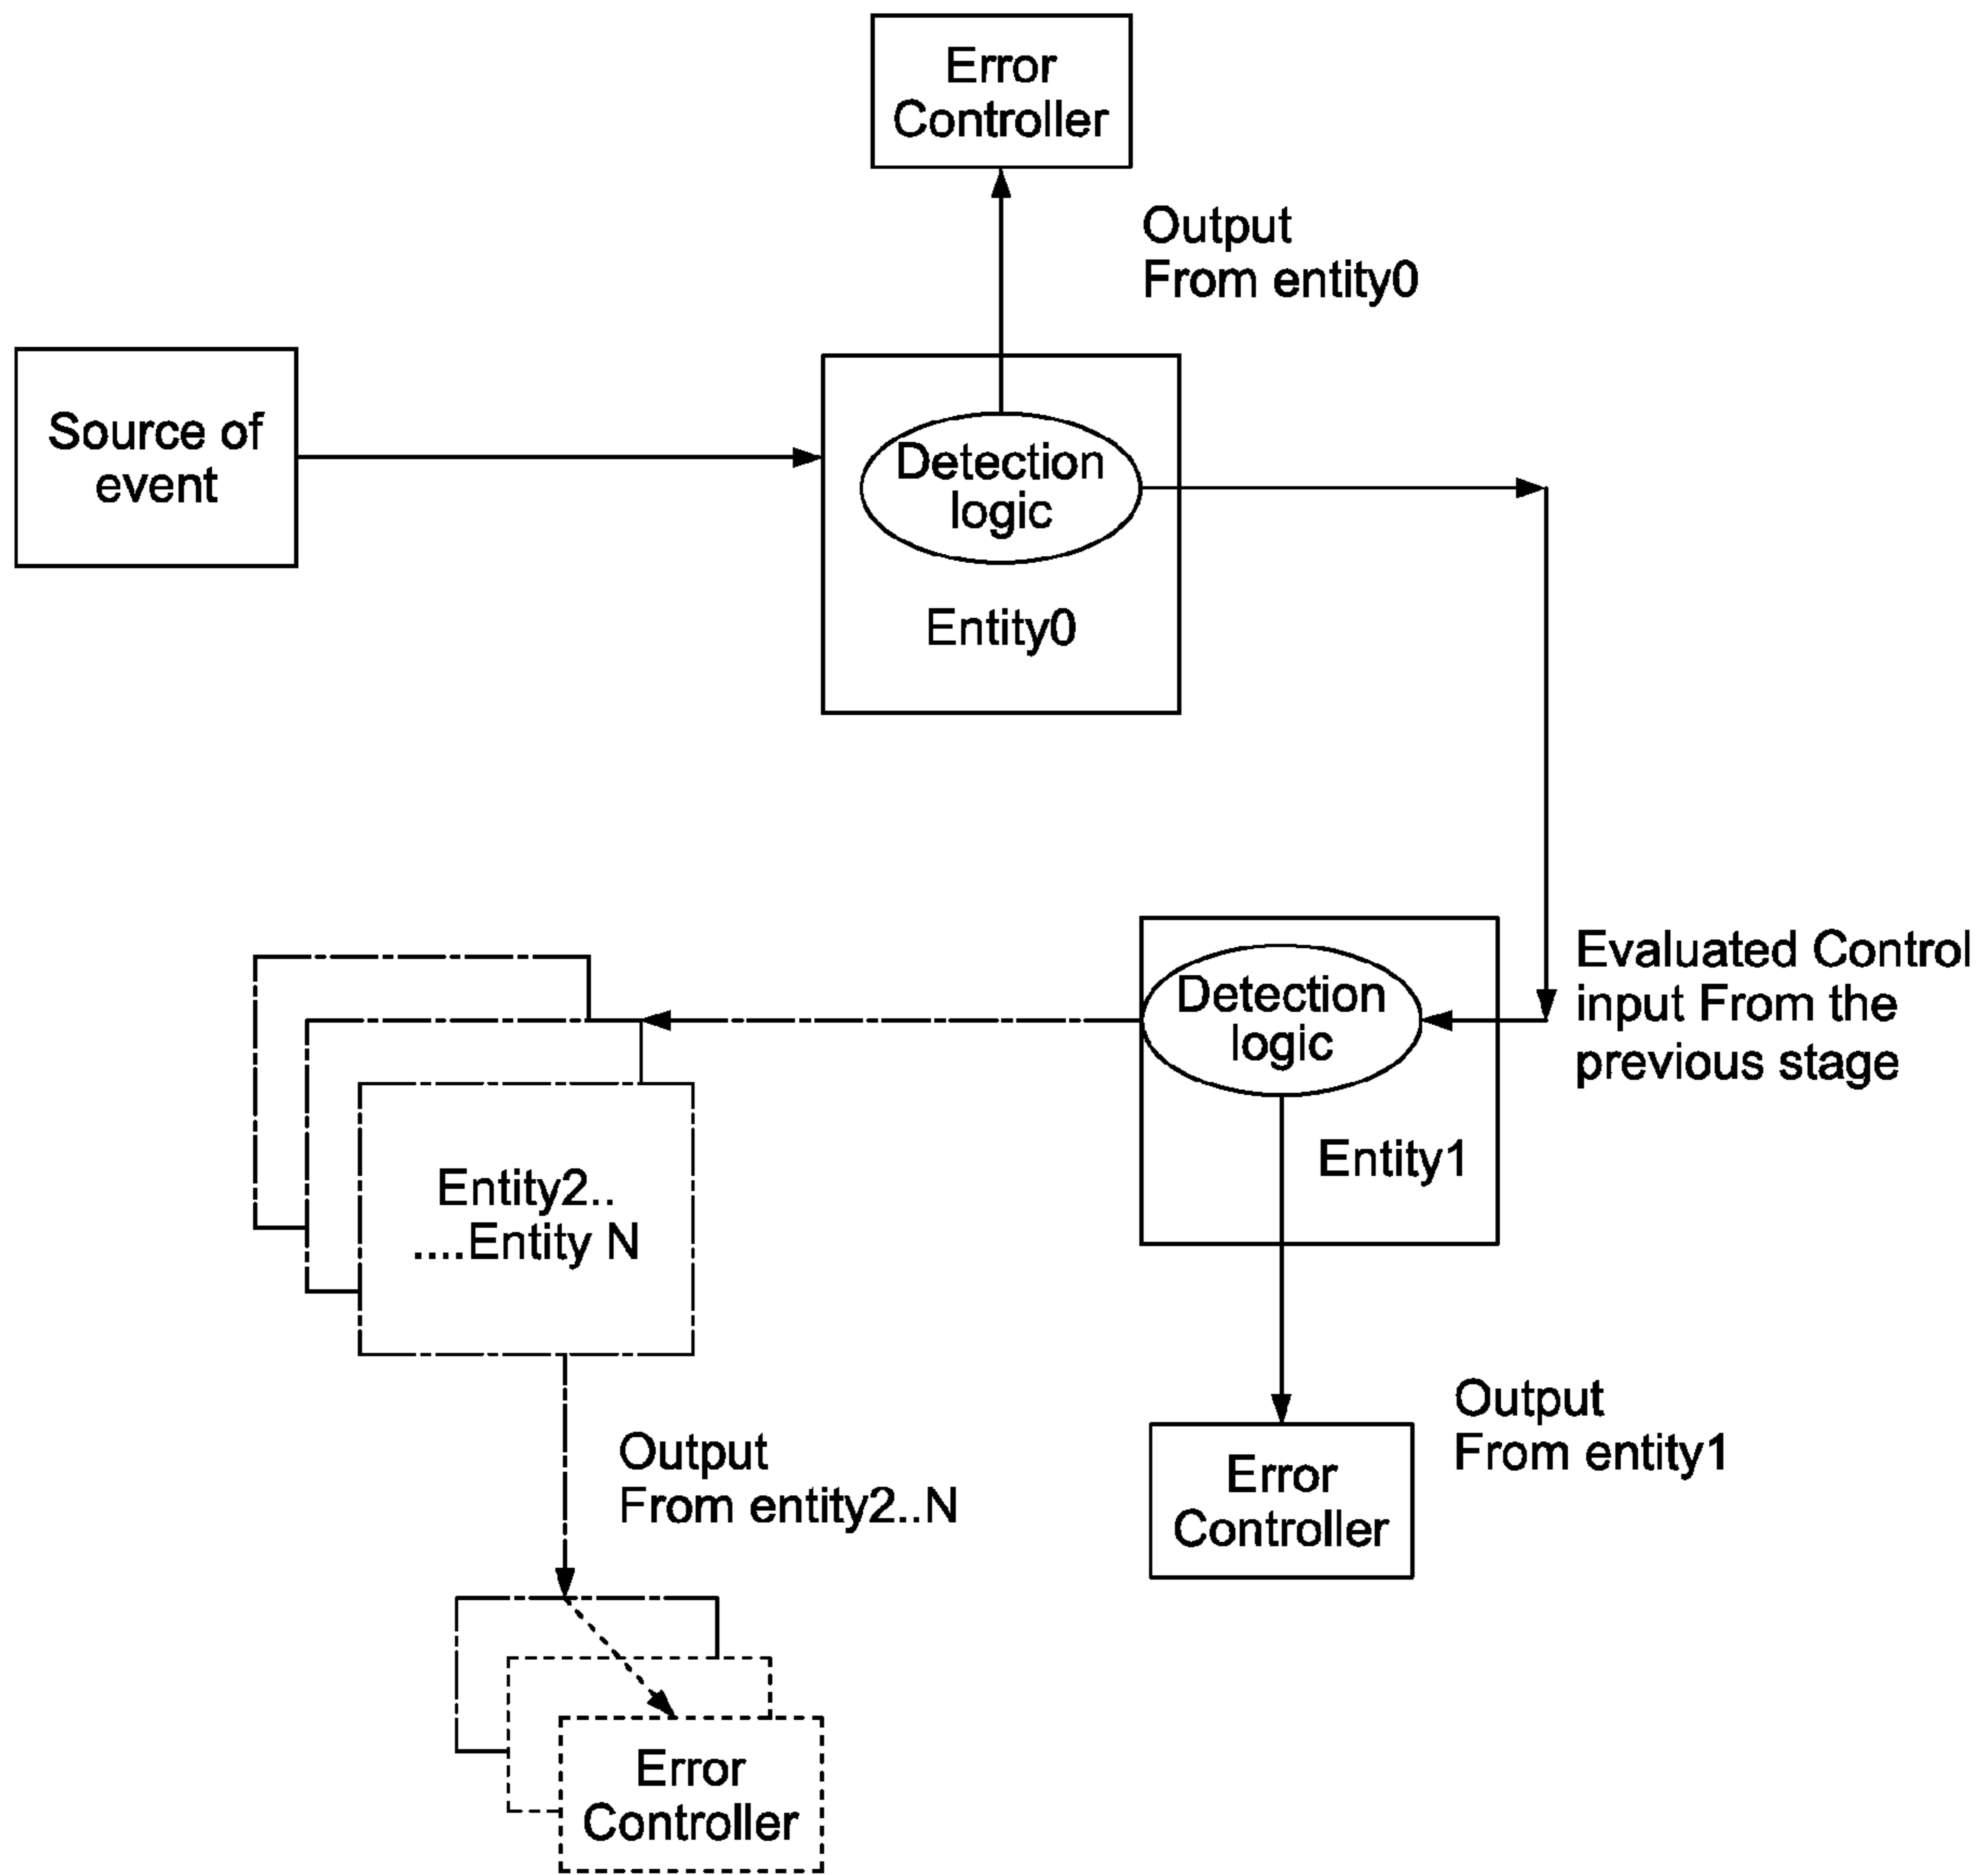 Error
Controller
Output
From entity0
Source of
event
Detection
logic
Entity0
Evaluated Control
input From the
previous stage
Detection
logic
Entity1
Entity2..
....Entity N
Output
From entity1
Error
Controller
Output
From entity2..N
Error
Controller